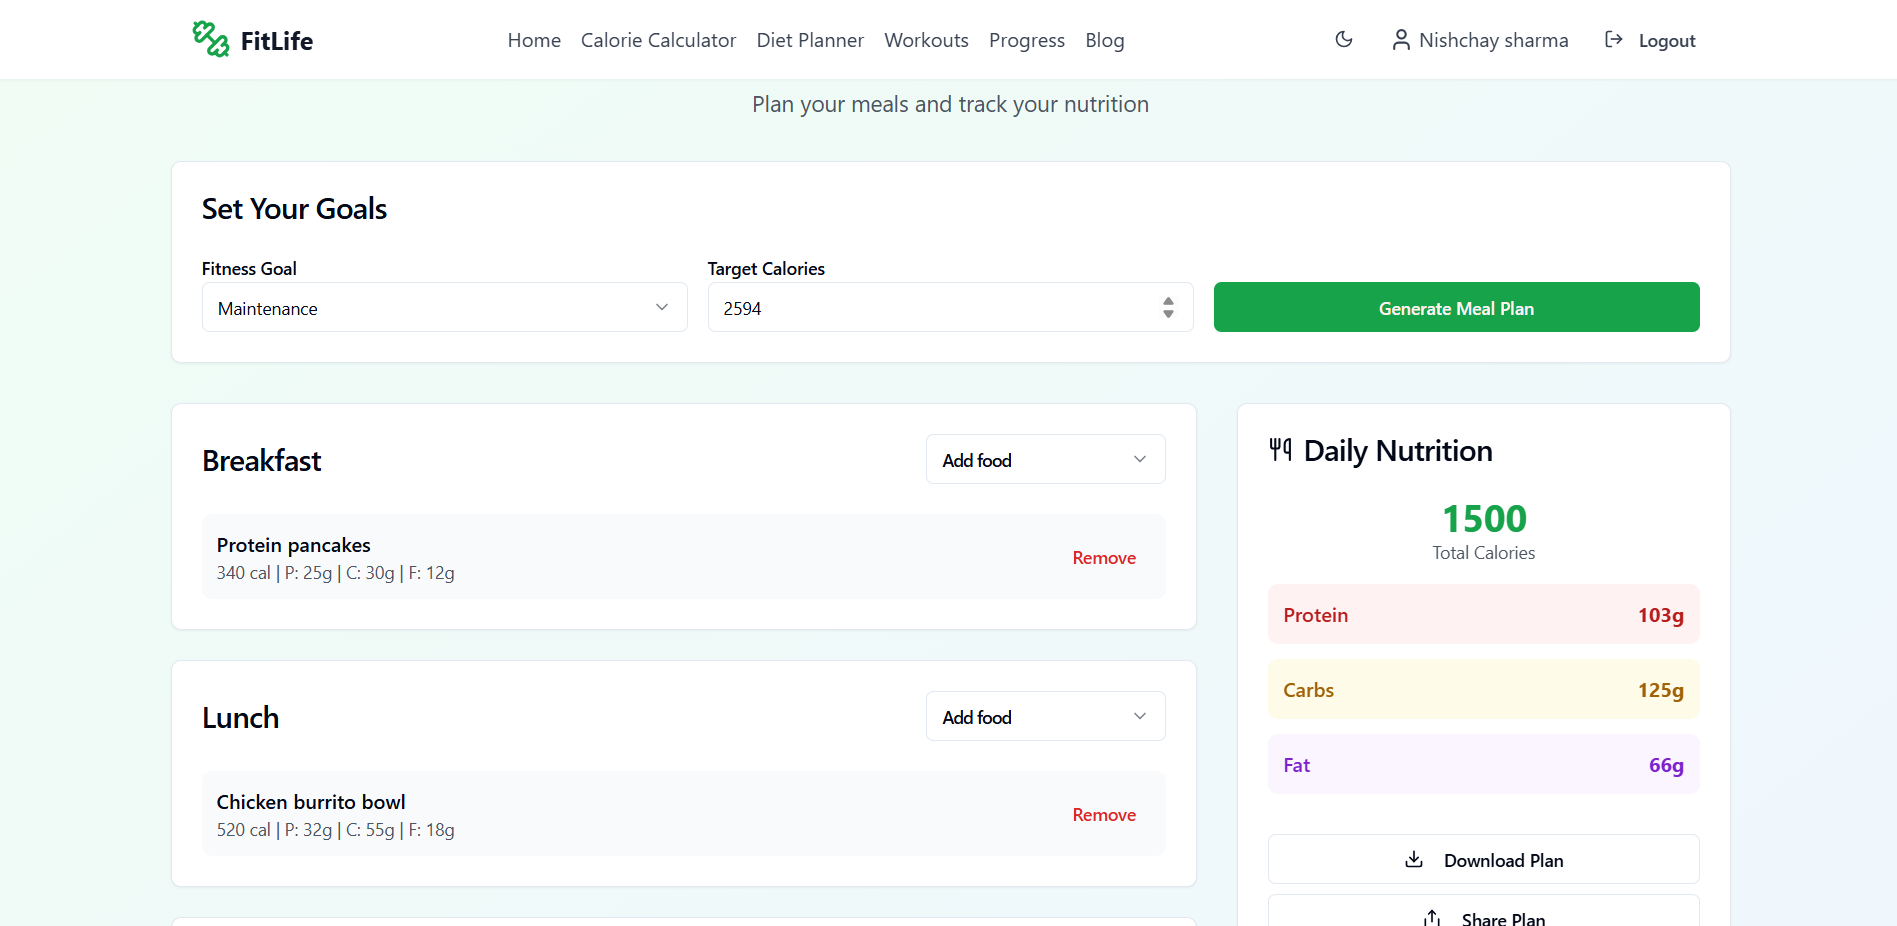 FitLife
Home Calorie Calculator Diet Planner Workouts Progress Blog
Nishchay sharma
Logout
Plan your meals and track your nutrition
Set Your Goals
Fitness Goal
Maintenance
Target Calories
2594
Generate Meal Plan
Breakfast
Add food
Protein pancakes
340 cal | P: 25g | C: 30g | F: 12g
Remove
Lunch
Add food
Chicken burrito bowl
520 cal | P: 32g | C: 55g | F: 18g
Remove
Daily Nutrition
1500
Total Calories
Protein 103g
Carbs 125g
Fat 66g
Download Plan
Share Plan